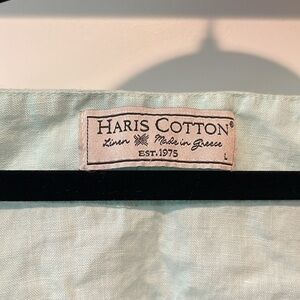 HARIS COTTON®
Linen Made in Greece
EST. 1975
L